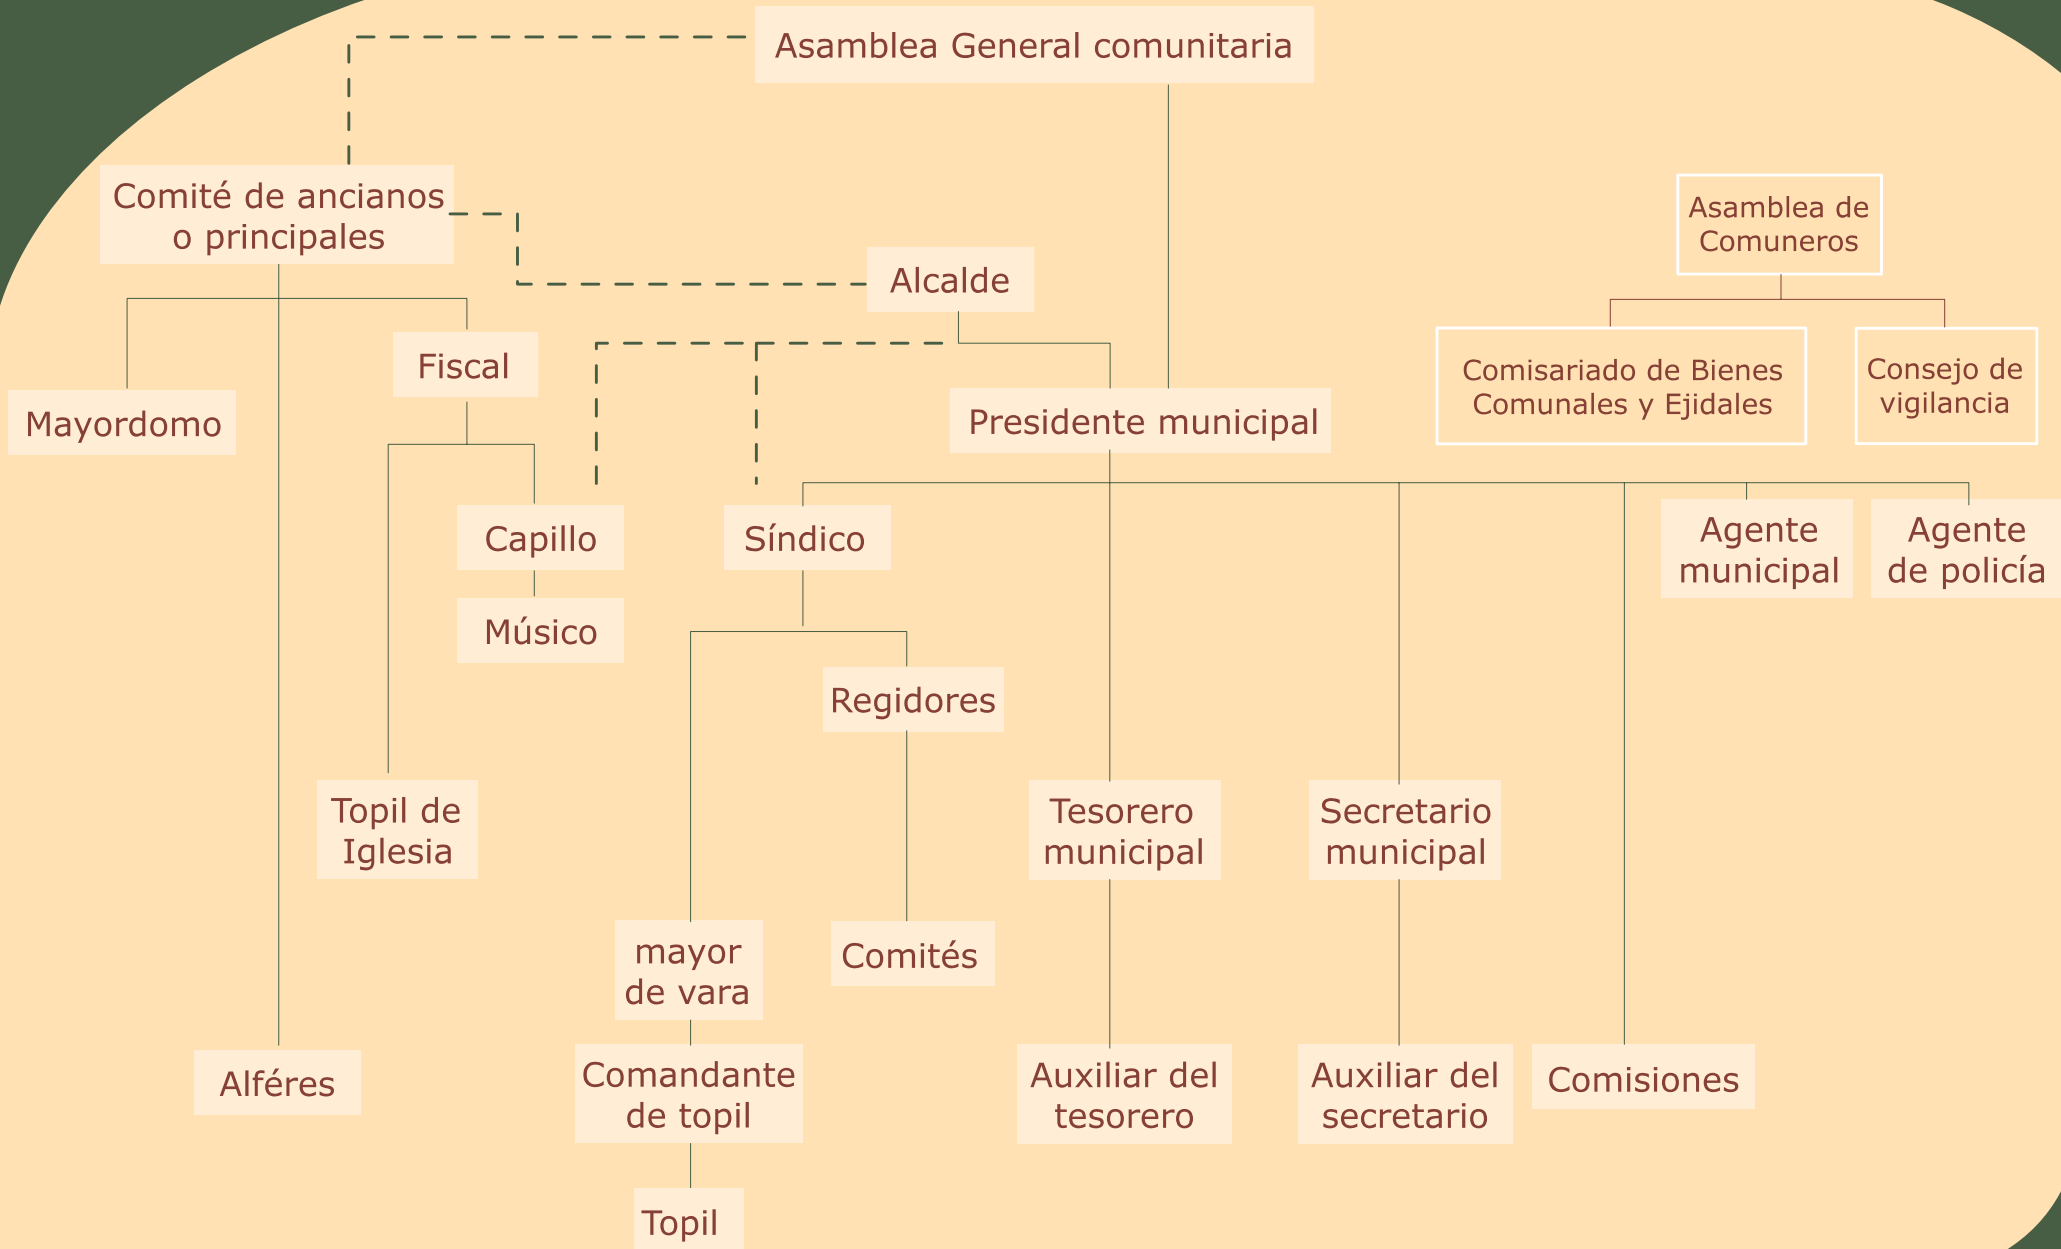 Asamblea General comunitaria
Comité de ancianos
o principales
Asamblea de
Comuneros
Alcalde
Fiscal
Mayordomo
Presidente municipal
Comisariado de Bienes
Comunales y Ejidales
Consejo de
vigilancia
Capillo
Síndico
Agente
municipal
Agente
de policía
Músico
Regidores
Topil de
Iglesia
Tesorero
municipal
Secretario
municipal
mayor
de vara
Comités
Alféres
Comandante
de topil
Auxiliar del
tesorero
Auxiliar del
secretario
Comisiones
Topil